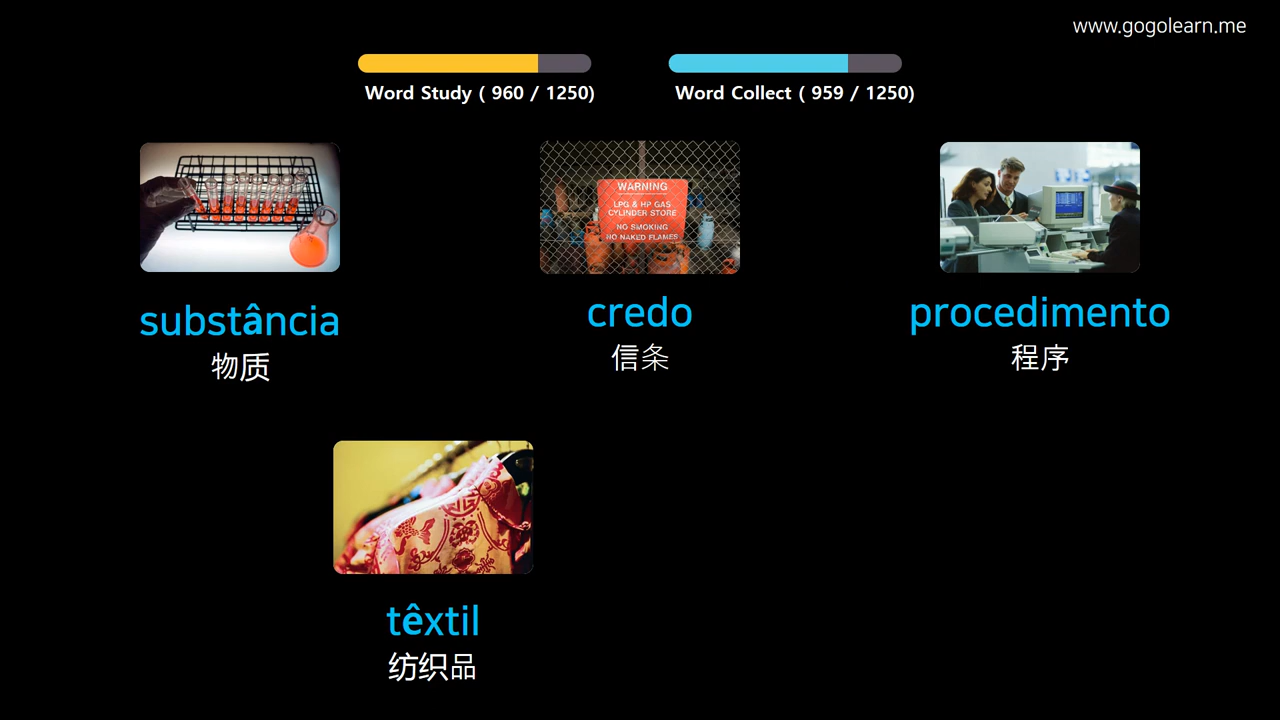 www.gogolearn.me
Word Study ( 960 / 1250)
Word Collect ( 959 / 1250)
WARNING
LPG & HP GAS
CYLINDER STORE
NO SMOKING
NO NAKED FLAMES
substância
物质
credo
信条
procedimento
程序
têxtil
纺织品